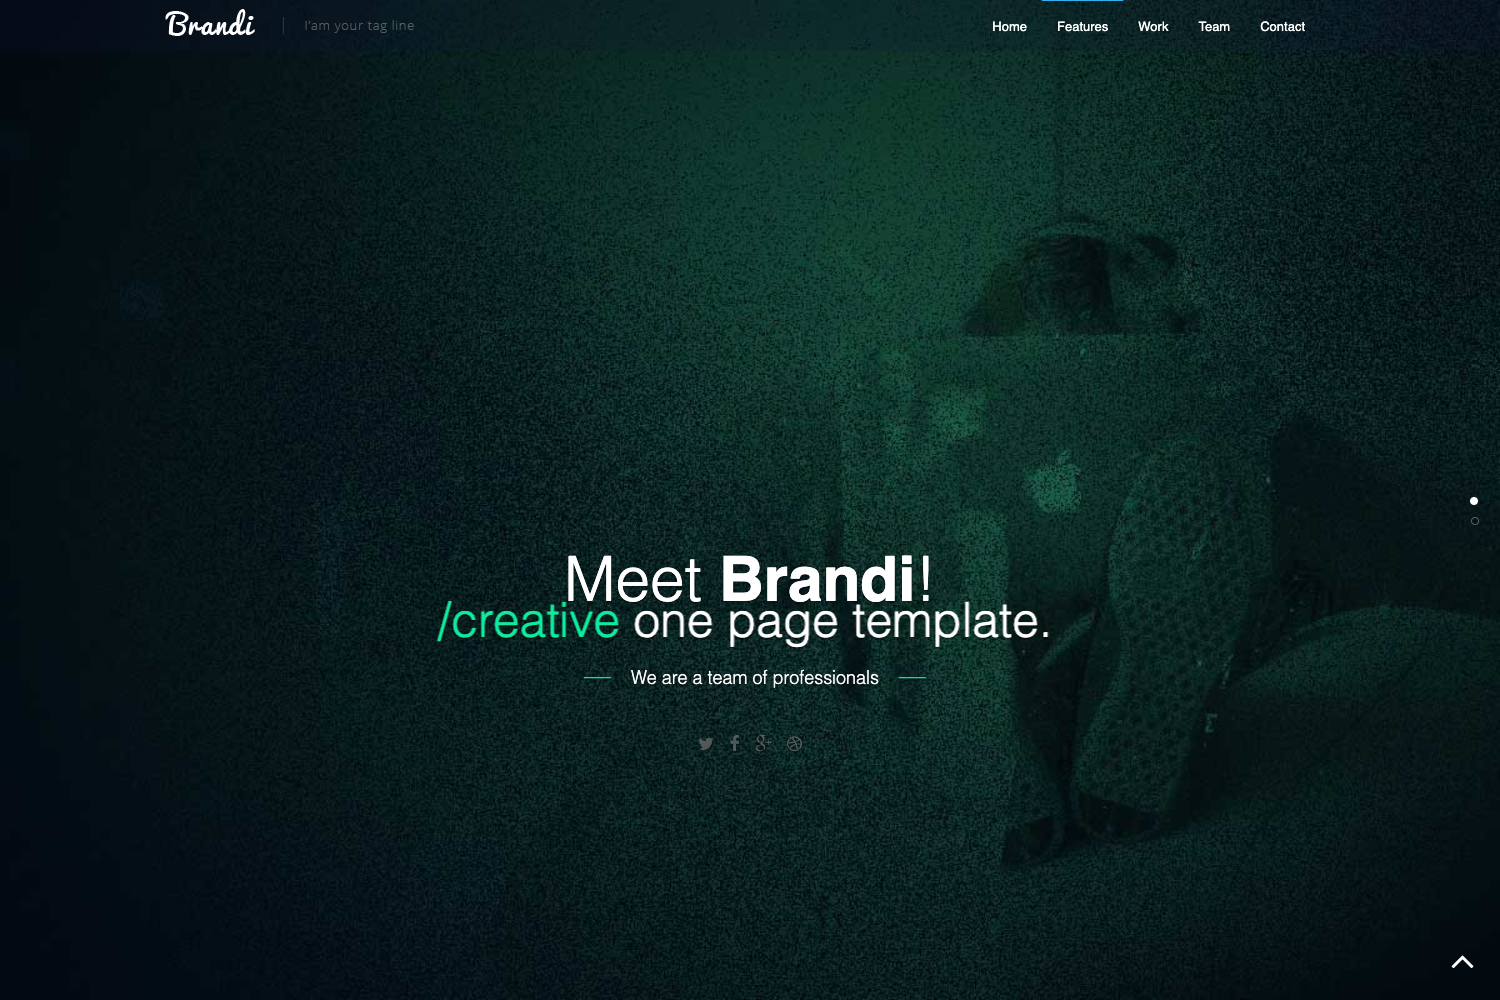 Brandi
I'am your tag line
Home Features Work Team Contact
Meet Brandi!
/creative one page template.
We are a team of professionals